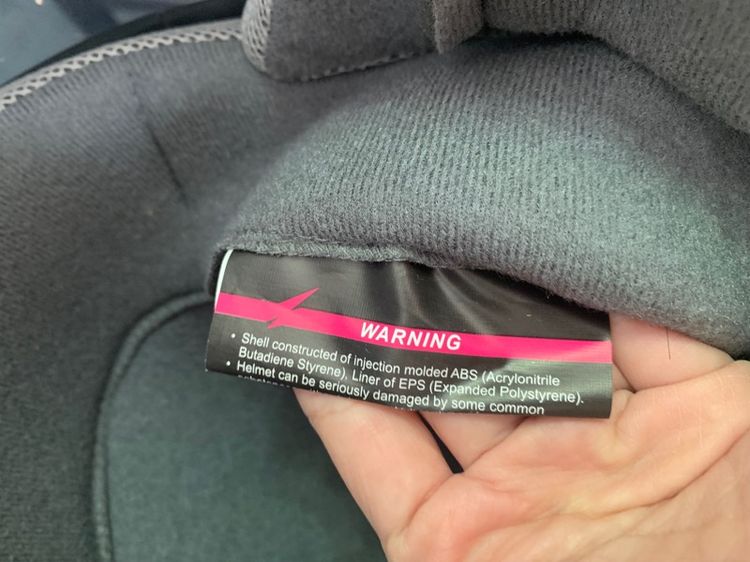 WARNING
• Shell constructed of injection molded ABS (Acrylonitrile
Butadiene Styrene), Liner of EPS (Expanded Polystyrene).
• Helmet can be seriously damaged by some common